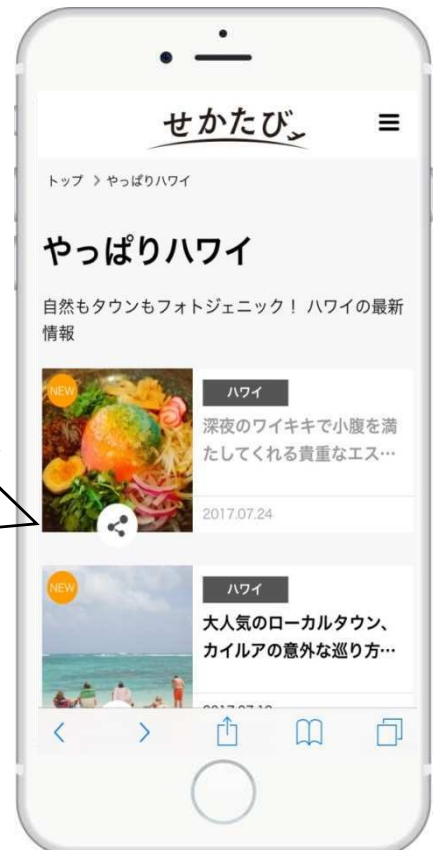 せかたび
トップ > やっぱりハワイ
やっぱりハワイ
自然もタウンもフォトジェニック！ ハワイの最新
情報
NEW
ハワイ
深夜のワイキキで小腹を満
たしてくれる貴重なエス…
2017.07.24
NEW
ハワイ
大人気のローカルタウン、
カイルアの意外な巡り方…